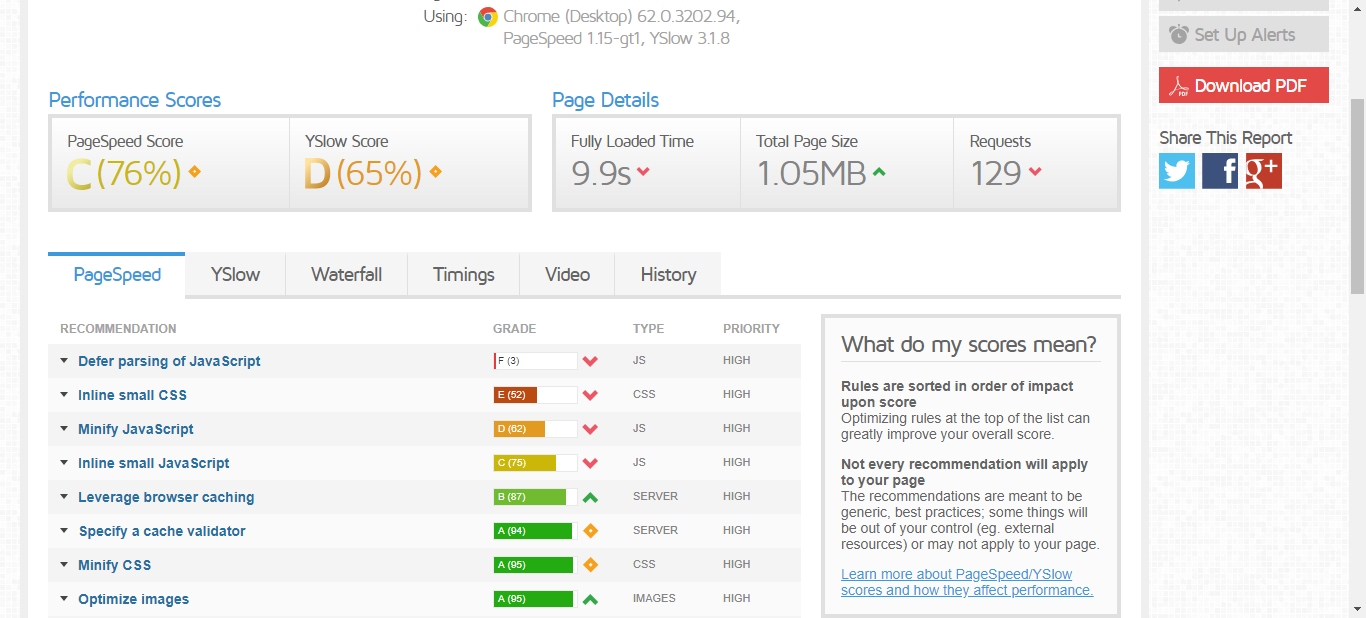 Using: Chrome (Desktop) 62.0.3202.94,
PageSpeed 1.15-gt1, YSlow 3.1.8
Set Up Alerts
Download PDF
Share This Report
Performance Scores
PageSpeed Score
C (76%)
YSlow Score
D (65%)
Page Details
Fully Loaded Time
9.9s
Total Page Size
1.05MB
Requests
129
PageSpeed YSlow Waterfall Timings Video History
RECOMMENDATION GRADE TYPE PRIORITY
Defer parsing of JavaScript F (3) JS HIGH
Inline small CSS E (52) CSS HIGH
Minify JavaScript D (62) JS HIGH
Inline small JavaScript C (75) JS HIGH
Leverage browser caching B (87) SERVER HIGH
Specify a cache validator A (94) SERVER HIGH
Minify CSS A (95) CSS HIGH
Optimize images A (95) IMAGES HIGH
What do my scores mean?
Rules are sorted in order of impact
upon score
Optimizing rules at the top of the list can
greatly improve your overall score.
Not every recommendation will apply
to your page
The recommendations are meant to be
generic, best practices; some things will
be out of your control (eg. external
resources) or may not apply to your page.
Learn more about PageSpeed/YSlow
scores and how they affect performance.